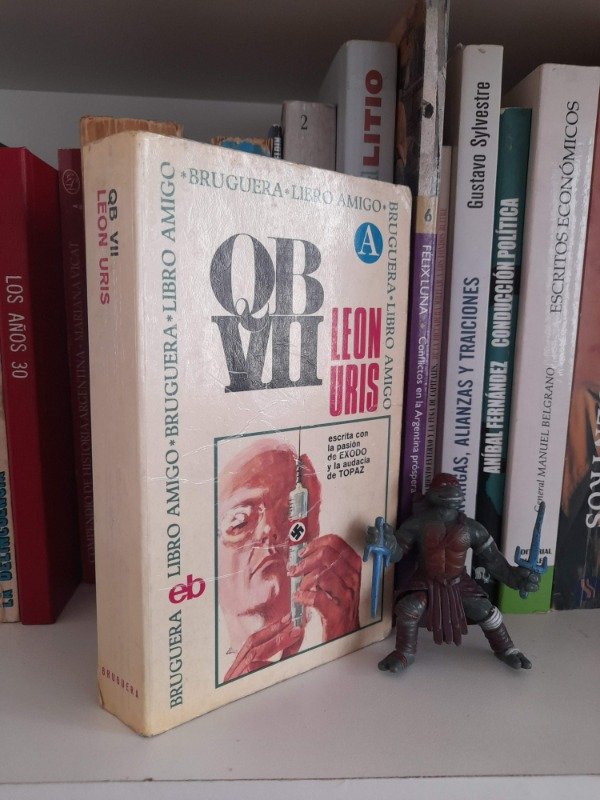 QB VII
LEON URIS
BRUGUERA
*BRUGUERA*LIBRO AMIGO*
BRUGUERA*LIBRO AMIGO
BRUGUERA*LIBRO AMIGO*BRUGUERA*LIBRO AMIGO
A
QB
VII
LEON
URIS
escrita con
la pasión
de EXODO
y la audacia
de TOPAZ
eb
LOS AÑOS 30
2
LITIO
6
FÉLIX LUNA
Conflictos en la Argentina próspera
Gustavo Sylvestre
ALIANZAS Y TRAICIONES
ANÍBAL FERNÁNDEZ CONDUCCIÓN POLÍTICA
General MANUEL BELGRANO
ESCRITOS ECONÓMICOS